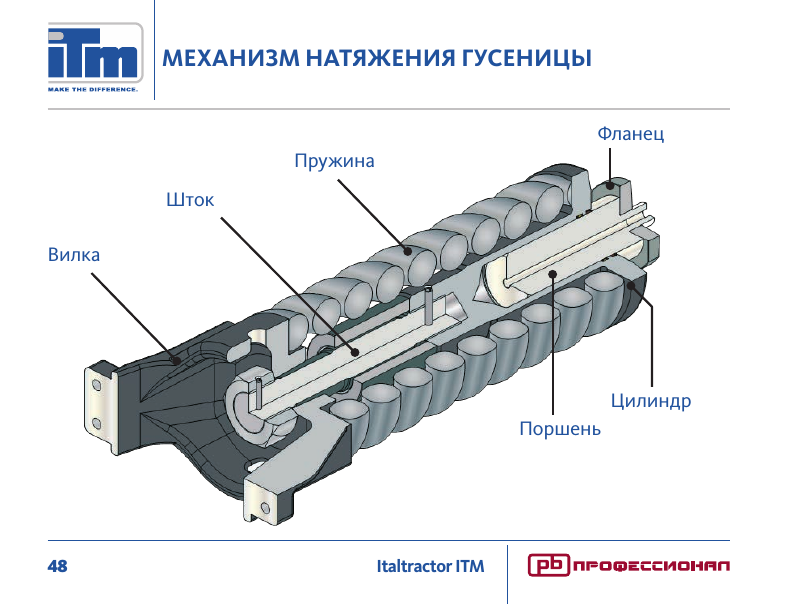 iTm
MAKE THE DIFFERENCE.
МЕХАНИЗМ НАТЯЖЕНИЯ ГУСЕНИЦЫ
Фланец
Пружина
Шток
Вилка
Цилиндр
Поршень
48
Italtractor ITM
pb ПРОФЕССИОНАЛ